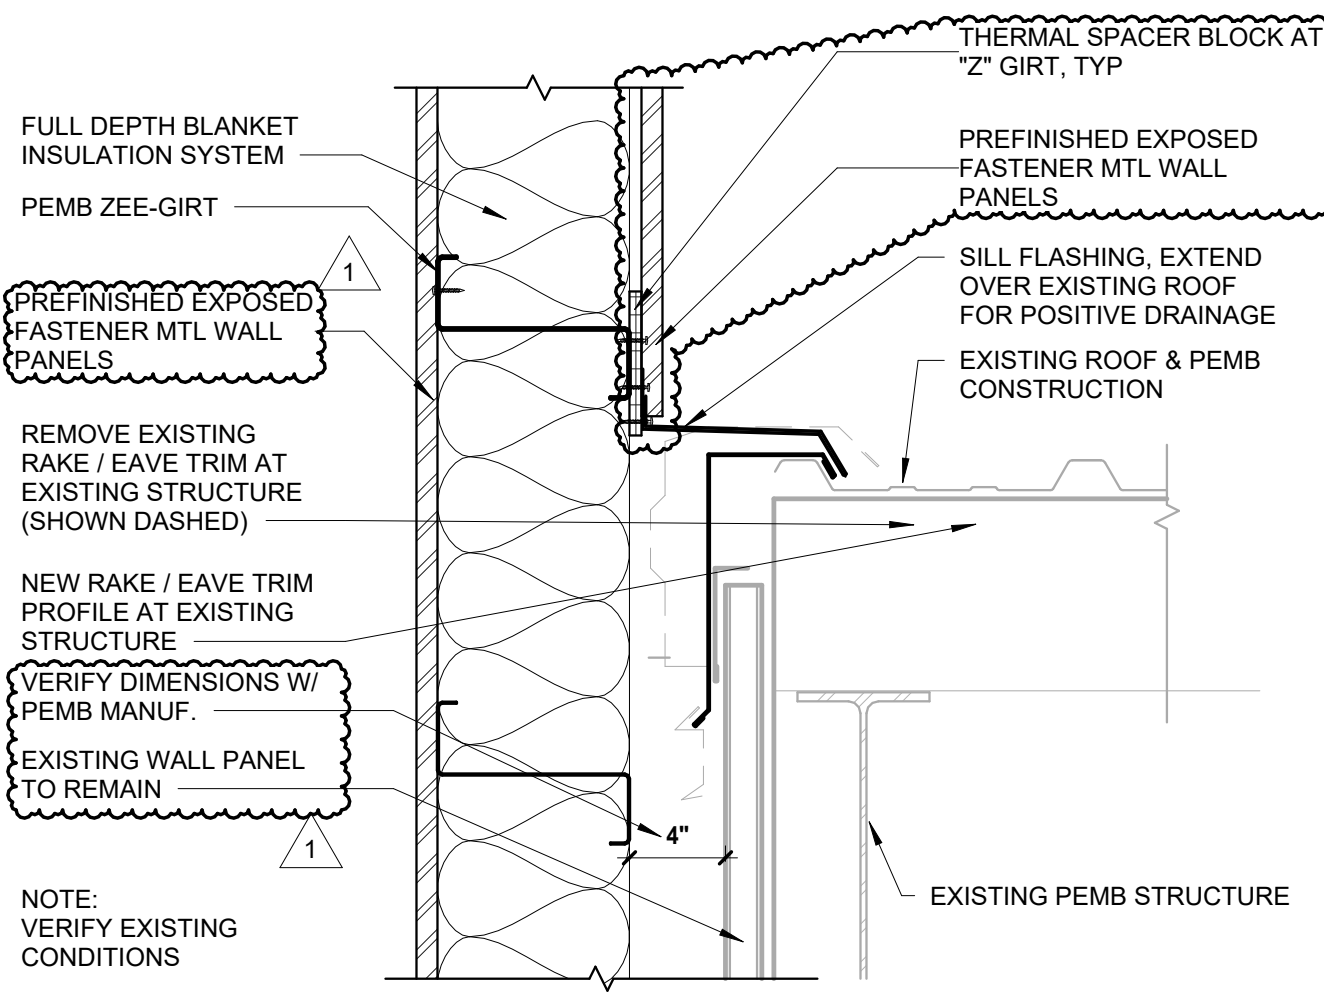 FULL DEPTH BLANKET
INSULATION SYSTEM
PEMB ZEE-GIRT
1
PREFINISHED EXPOSED
FASTENER MTL WALL
PANELS
REMOVE EXISTING
RAKE / EAVE TRIM AT
EXISTING STRUCTURE
(SHOWN DASHED)
NEW RAKE / EAVE TRIM
PROFILE AT EXISTING
STRUCTURE
VERIFY DIMENSIONS W/
PEMB MANUF.
EXISTING WALL PANEL
TO REMAIN
1
NOTE:
VERIFY EXISTING
CONDITIONS
4"
THERMAL SPACER BLOCK AT
"Z" GIRT, TYP
PREFINISHED EXPOSED
FASTENER MTL WALL
PANELS
SILL FLASHING, EXTEND
OVER EXISTING ROOF
FOR POSITIVE DRAINAGE
EXISTING ROOF & PEMB
CONSTRUCTION
EXISTING PEMB STRUCTURE